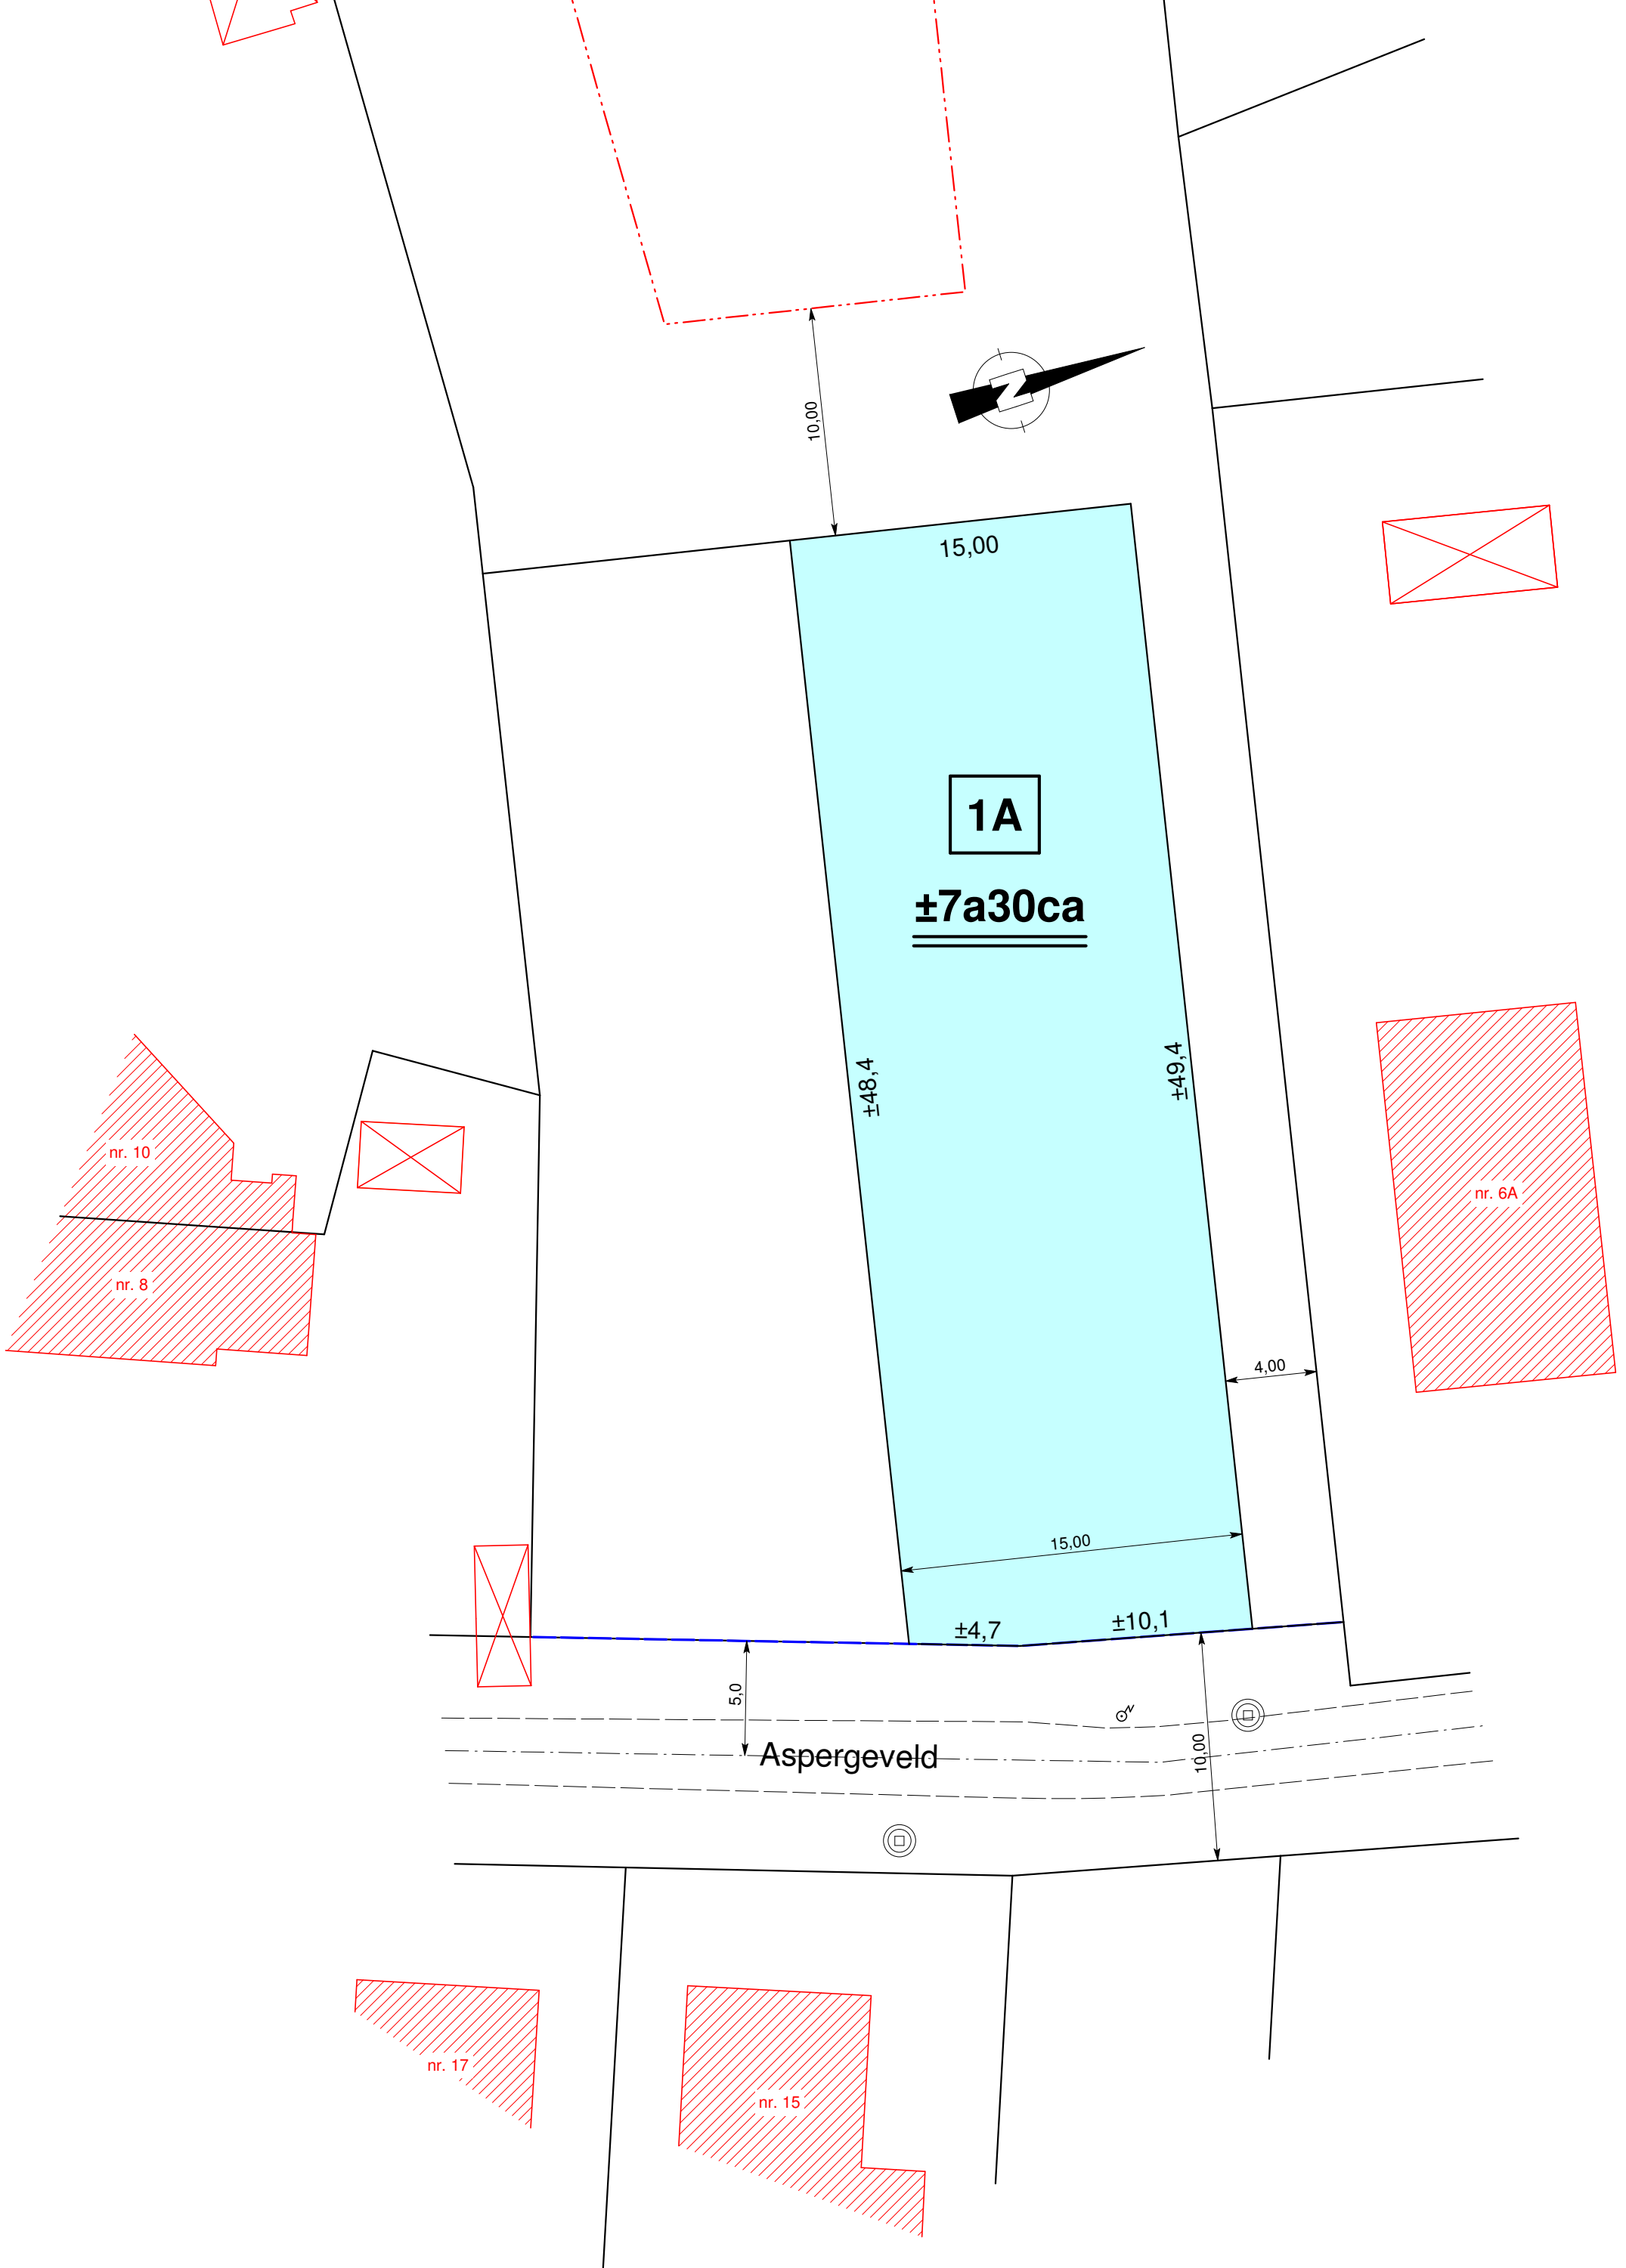 10,00
N
15,00
1A
±7a30ca
±48,4
±49,4
nr. 10
nr. 6A
nr. 8
4,00
15,00
±4,7
±10,1
5,0
Aspergeveld
10,00
nr. 17
nr. 15